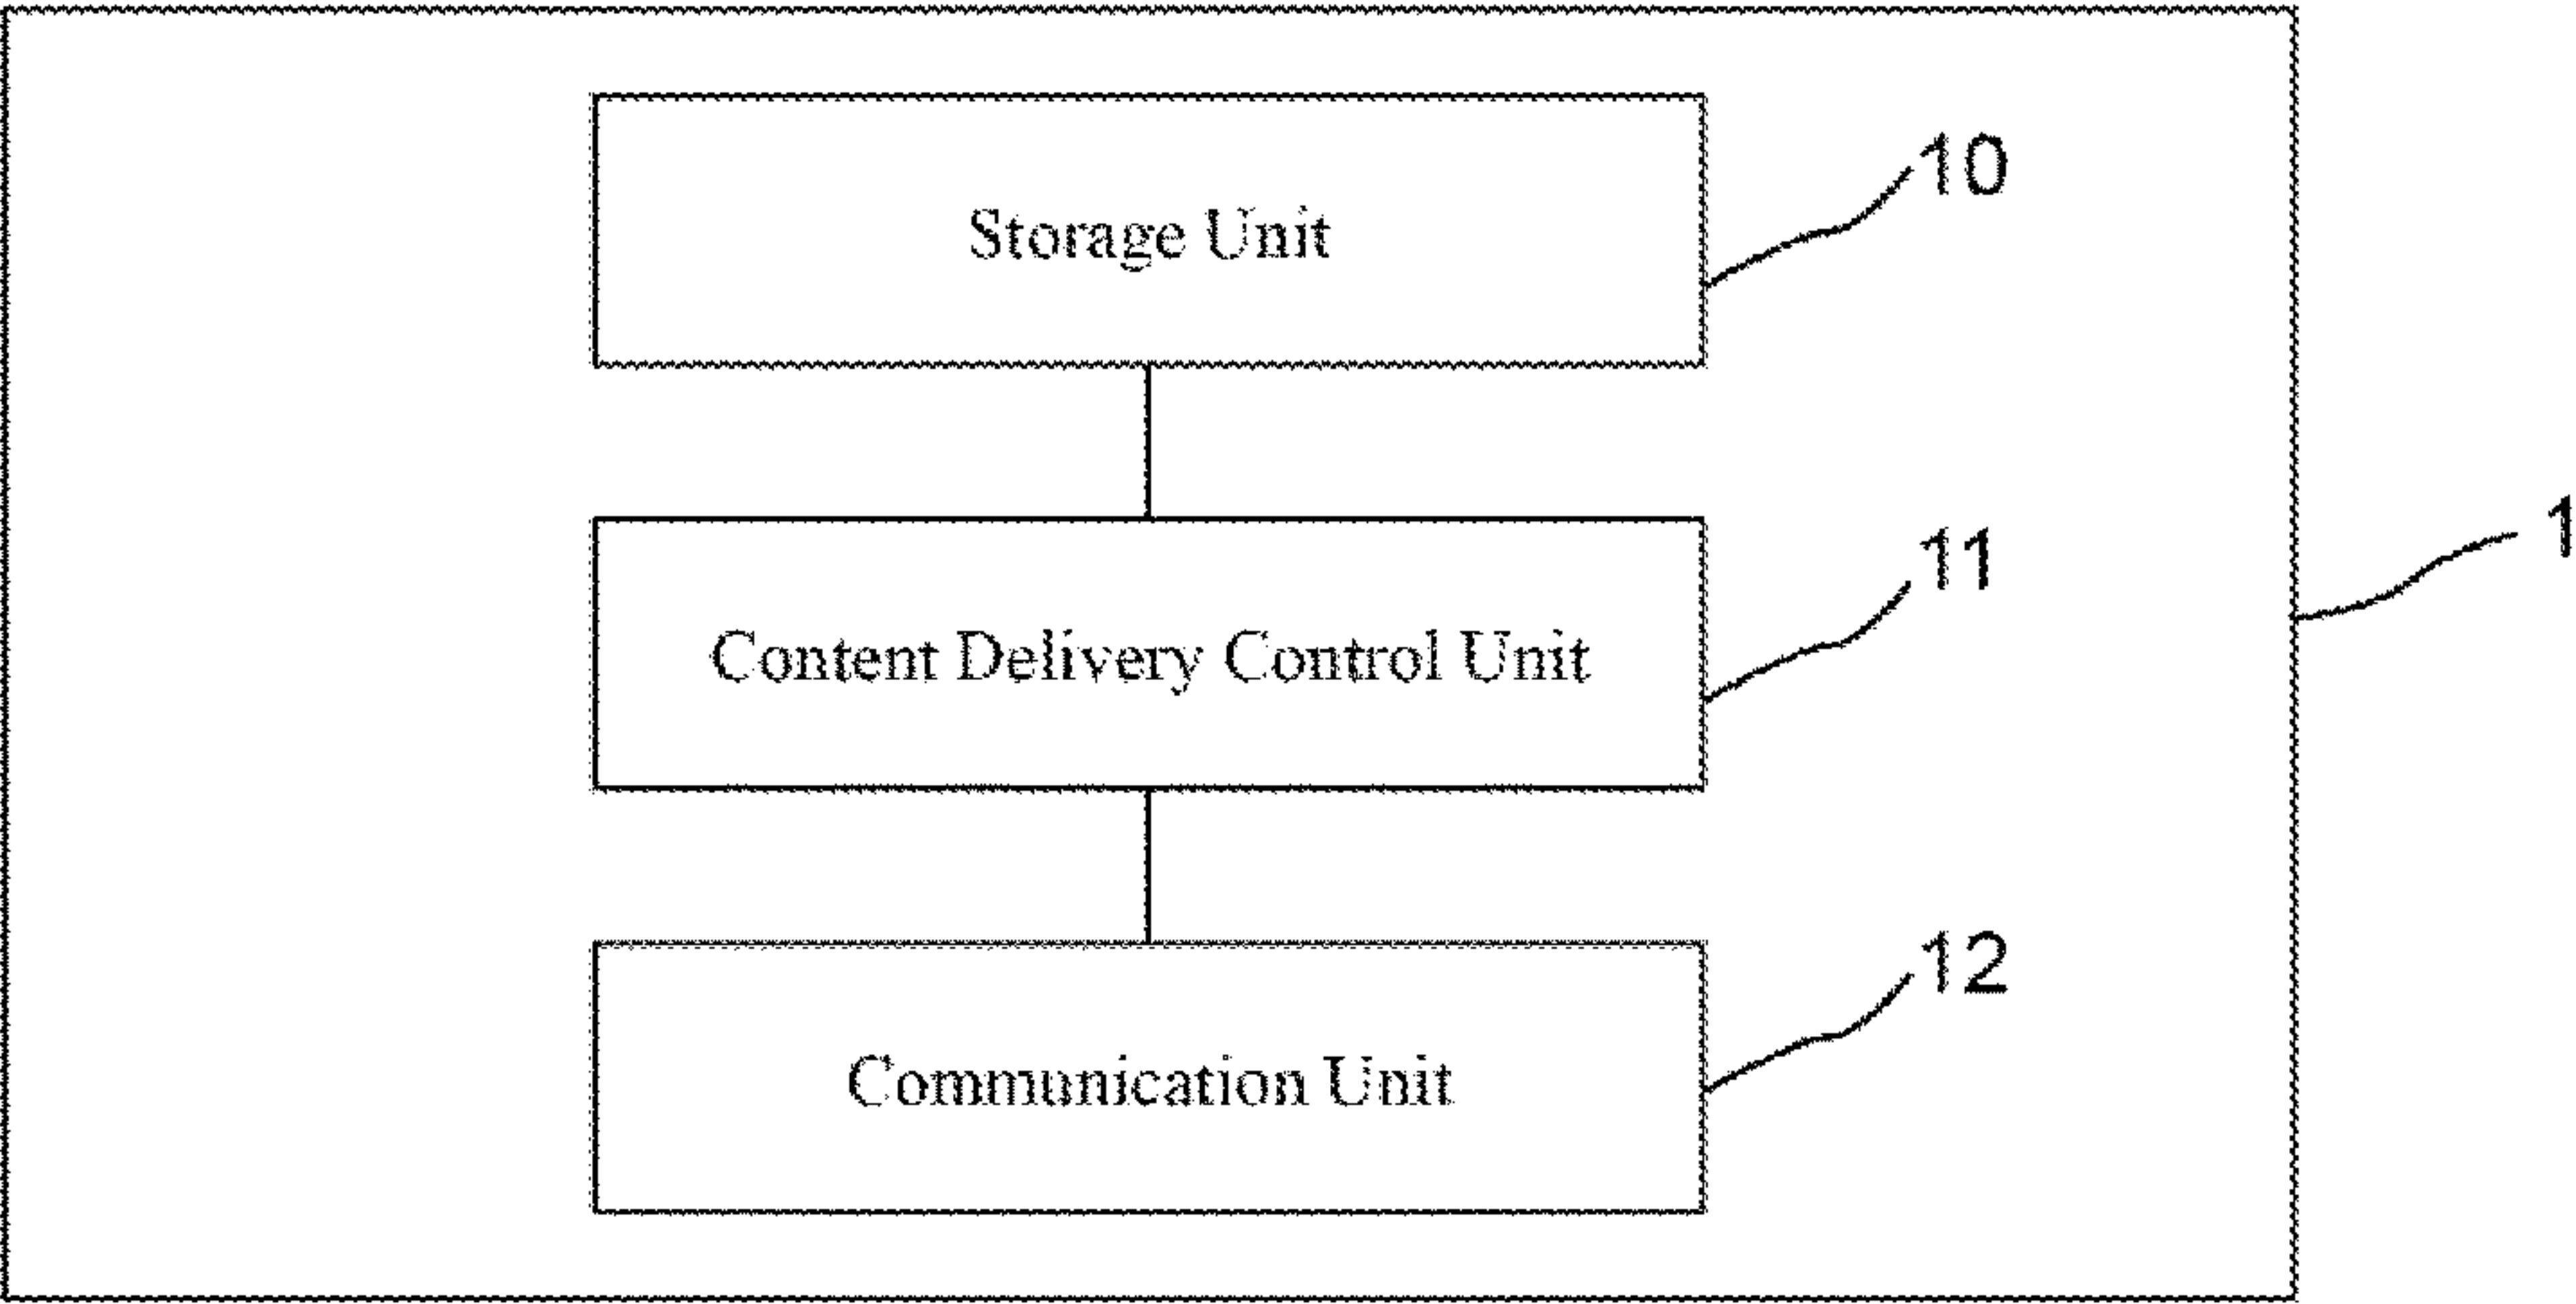 10
Storage Unit
11
1
Content Delivery Control Unit
12
Communication Unit